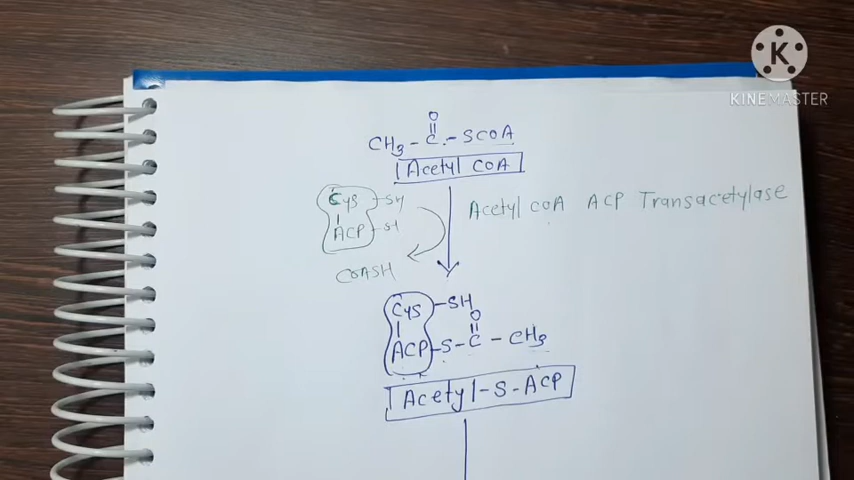 K
KINEMASTER
O
CH3 - C - SCOA
Acetyl COA
Cys - SH
ACP - SH
Acetyl COA ACP Transacetylase
COASH
Cys - SH
O
ACP - S - C - CH3
Acetyl - S - ACP